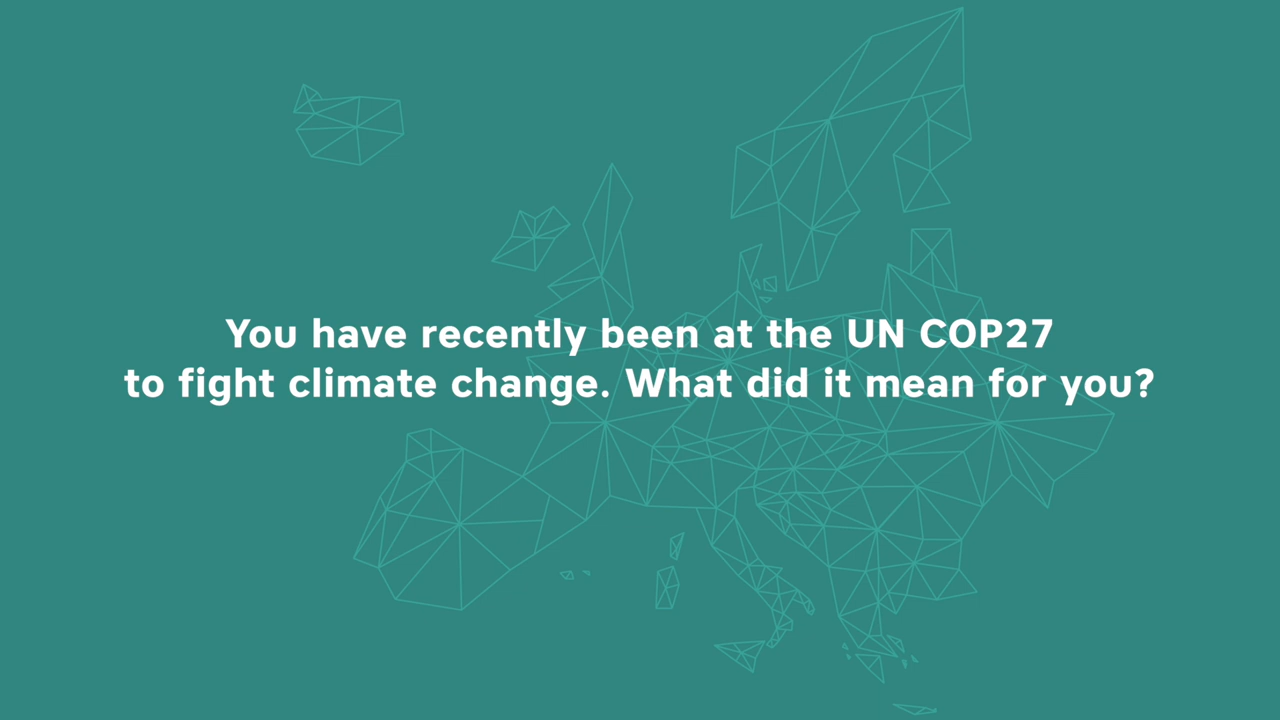 You have recently been at the UN COP27
to fight climate change. What did it mean for you?